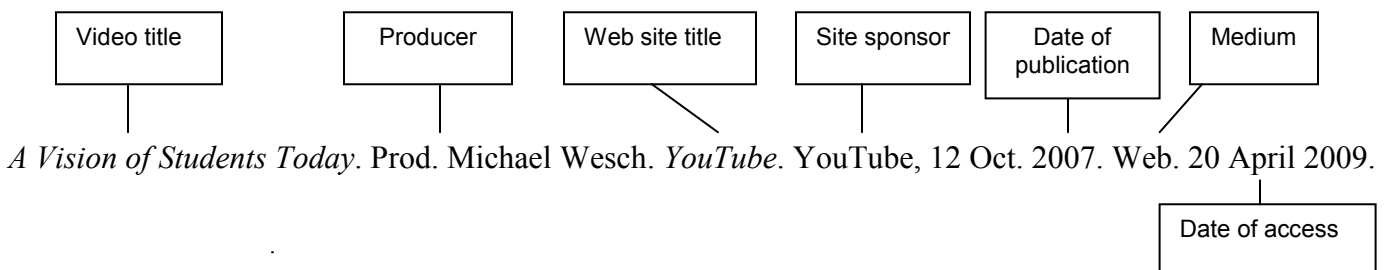 Video title Producer Web site title Site sponsor Date of Medium
publication
A Vision of Students Today. Prod. Michael Wesch. YouTube. YouTube, 12 Oct. 2007. Web. 20 April 2009.
Date of access
.